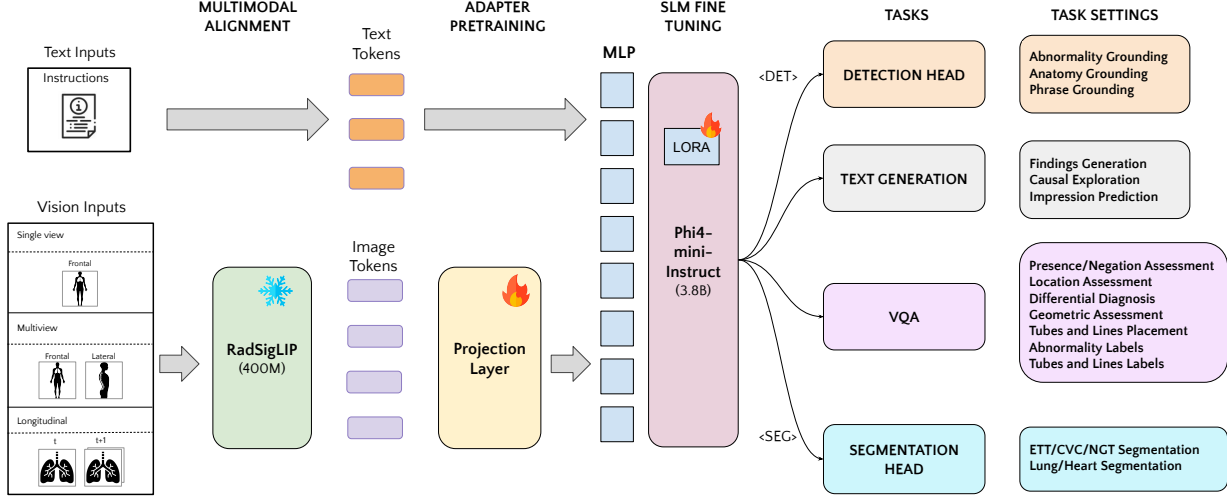 MULTIMODAL
ALIGNMENT
ADAPTER
PRETRAINING
SLM FINE
TUNING
TASKS
TASK SETTINGS
Text Inputs
Instructions
Text
Tokens
MLP
Vision Inputs
Single view
Frontal
Multiview
Frontal
Lateral
Longitudinal
t
t+1
RadSigLIP
(400M)
Image
Tokens
Projection
Layer
LORA
Phi4-
mini-
Instruct
(3.8B)
<DET>
<SEG>
DETECTION HEAD
Abnormality Grounding
Anatomy Grounding
Phrase Grounding
TEXT GENERATION
Findings Generation
Causal Exploration
Impression Prediction
VQA
Presence/Negation Assessment
Location Assessment
Differential Diagnosis
Geometric Assessment
Tubes and Lines Placement
Abnormality Labels
Tubes and Lines Labels
SEGMENTATION
HEAD
ETT/CVC/NGT Segmentation
Lung/Heart Segmentation